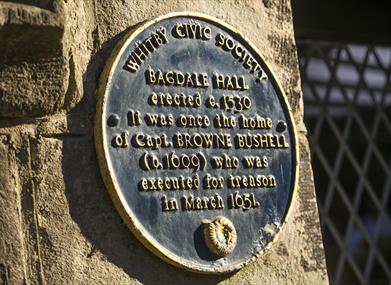 WHITBY CIVIC SOCIETY
BAGDALE HALL
erected c. 1530
It was once the home
of Capt. BROWNE BUSHELL
(b. 1609) who was
executed for treason
in March 1651.